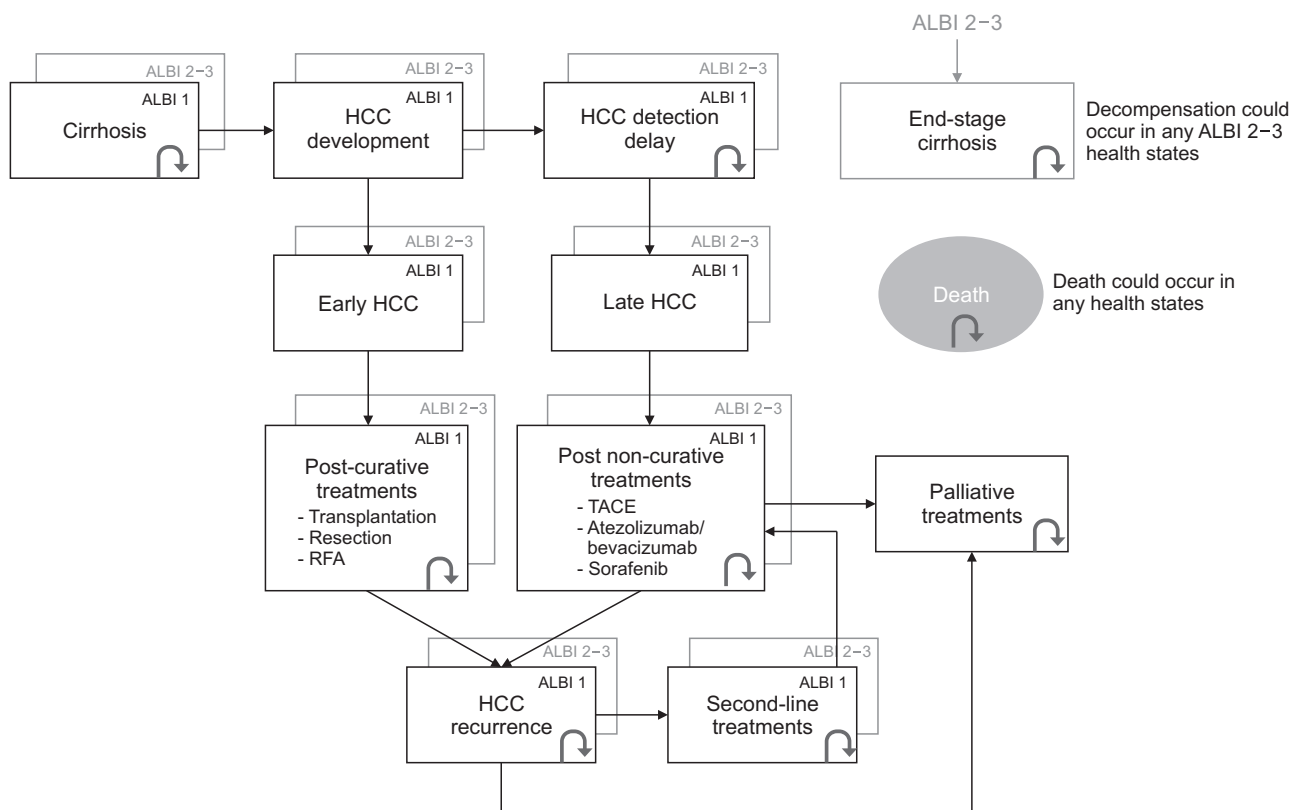 ALBI 2–3
ALBI 2–3
ALBI 2–3
ALBI 2–3
ALBI 1
Cirrhosis
ALBI 1
HCC
development
ALBI 1
HCC detection
delay
End-stage
cirrhosis
Decompensation could
occur in any ALBI 2–3
health states
ALBI 2–3
ALBI 1
Early HCC
ALBI 2–3
ALBI 1
Late HCC
Death
Death could occur in
any health states
ALBI 2–3
ALBI 1
Post-curative
treatments
- Transplantation
- Resection
- RFA
ALBI 2–3
ALBI 1
Post non-curative
treatments
- TACE
- Atezolizumab/
bevacizumab
- Sorafenib
Palliative
treatments
ALBI 2–3
ALBI 1
HCC
recurrence
ALBI 2–3
ALBI 1
Second-line
treatments